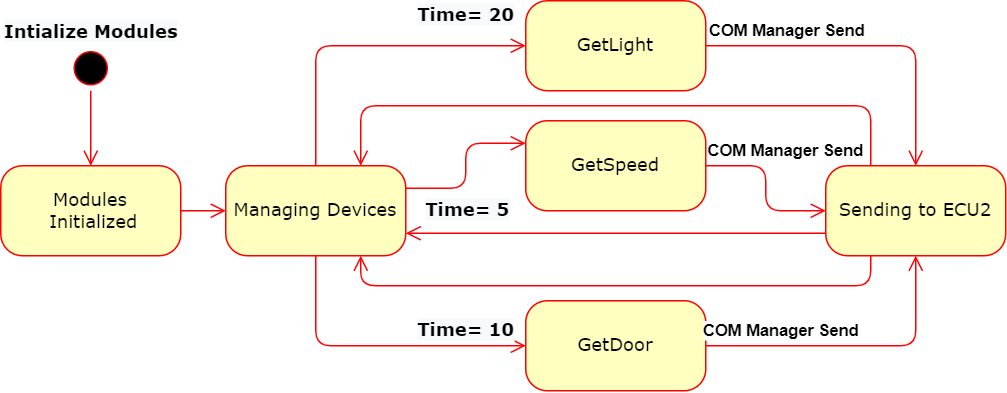 Intialize Modules
Time= 20
GetLight
COM Manager Send
GetSpeed
COM Manager Send
Modules
Initialized
Managing Devices
Time= 5
Sending to ECU2
Time= 10
GetDoor
COM Manager Send